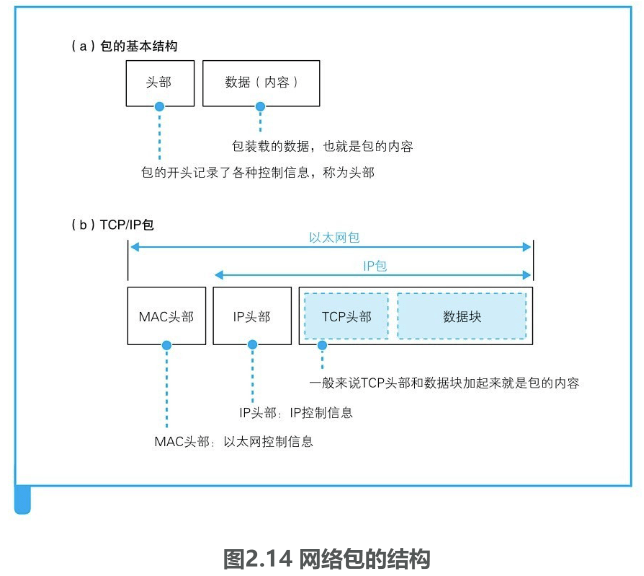 （a）包的基本结构
头部
数据（内容）
包装载的数据，也就是包的内容
包的开头记录了各种控制信息，称为头部
（b）TCP/IP包
以太网包
IP包
MAC头部
IP头部
TCP头部
数据块
一般来说TCP头部和数据块加起来就是包的内容
IP头部：IP控制信息
MAC头部：以太网控制信息
图2.14 网络包的结构